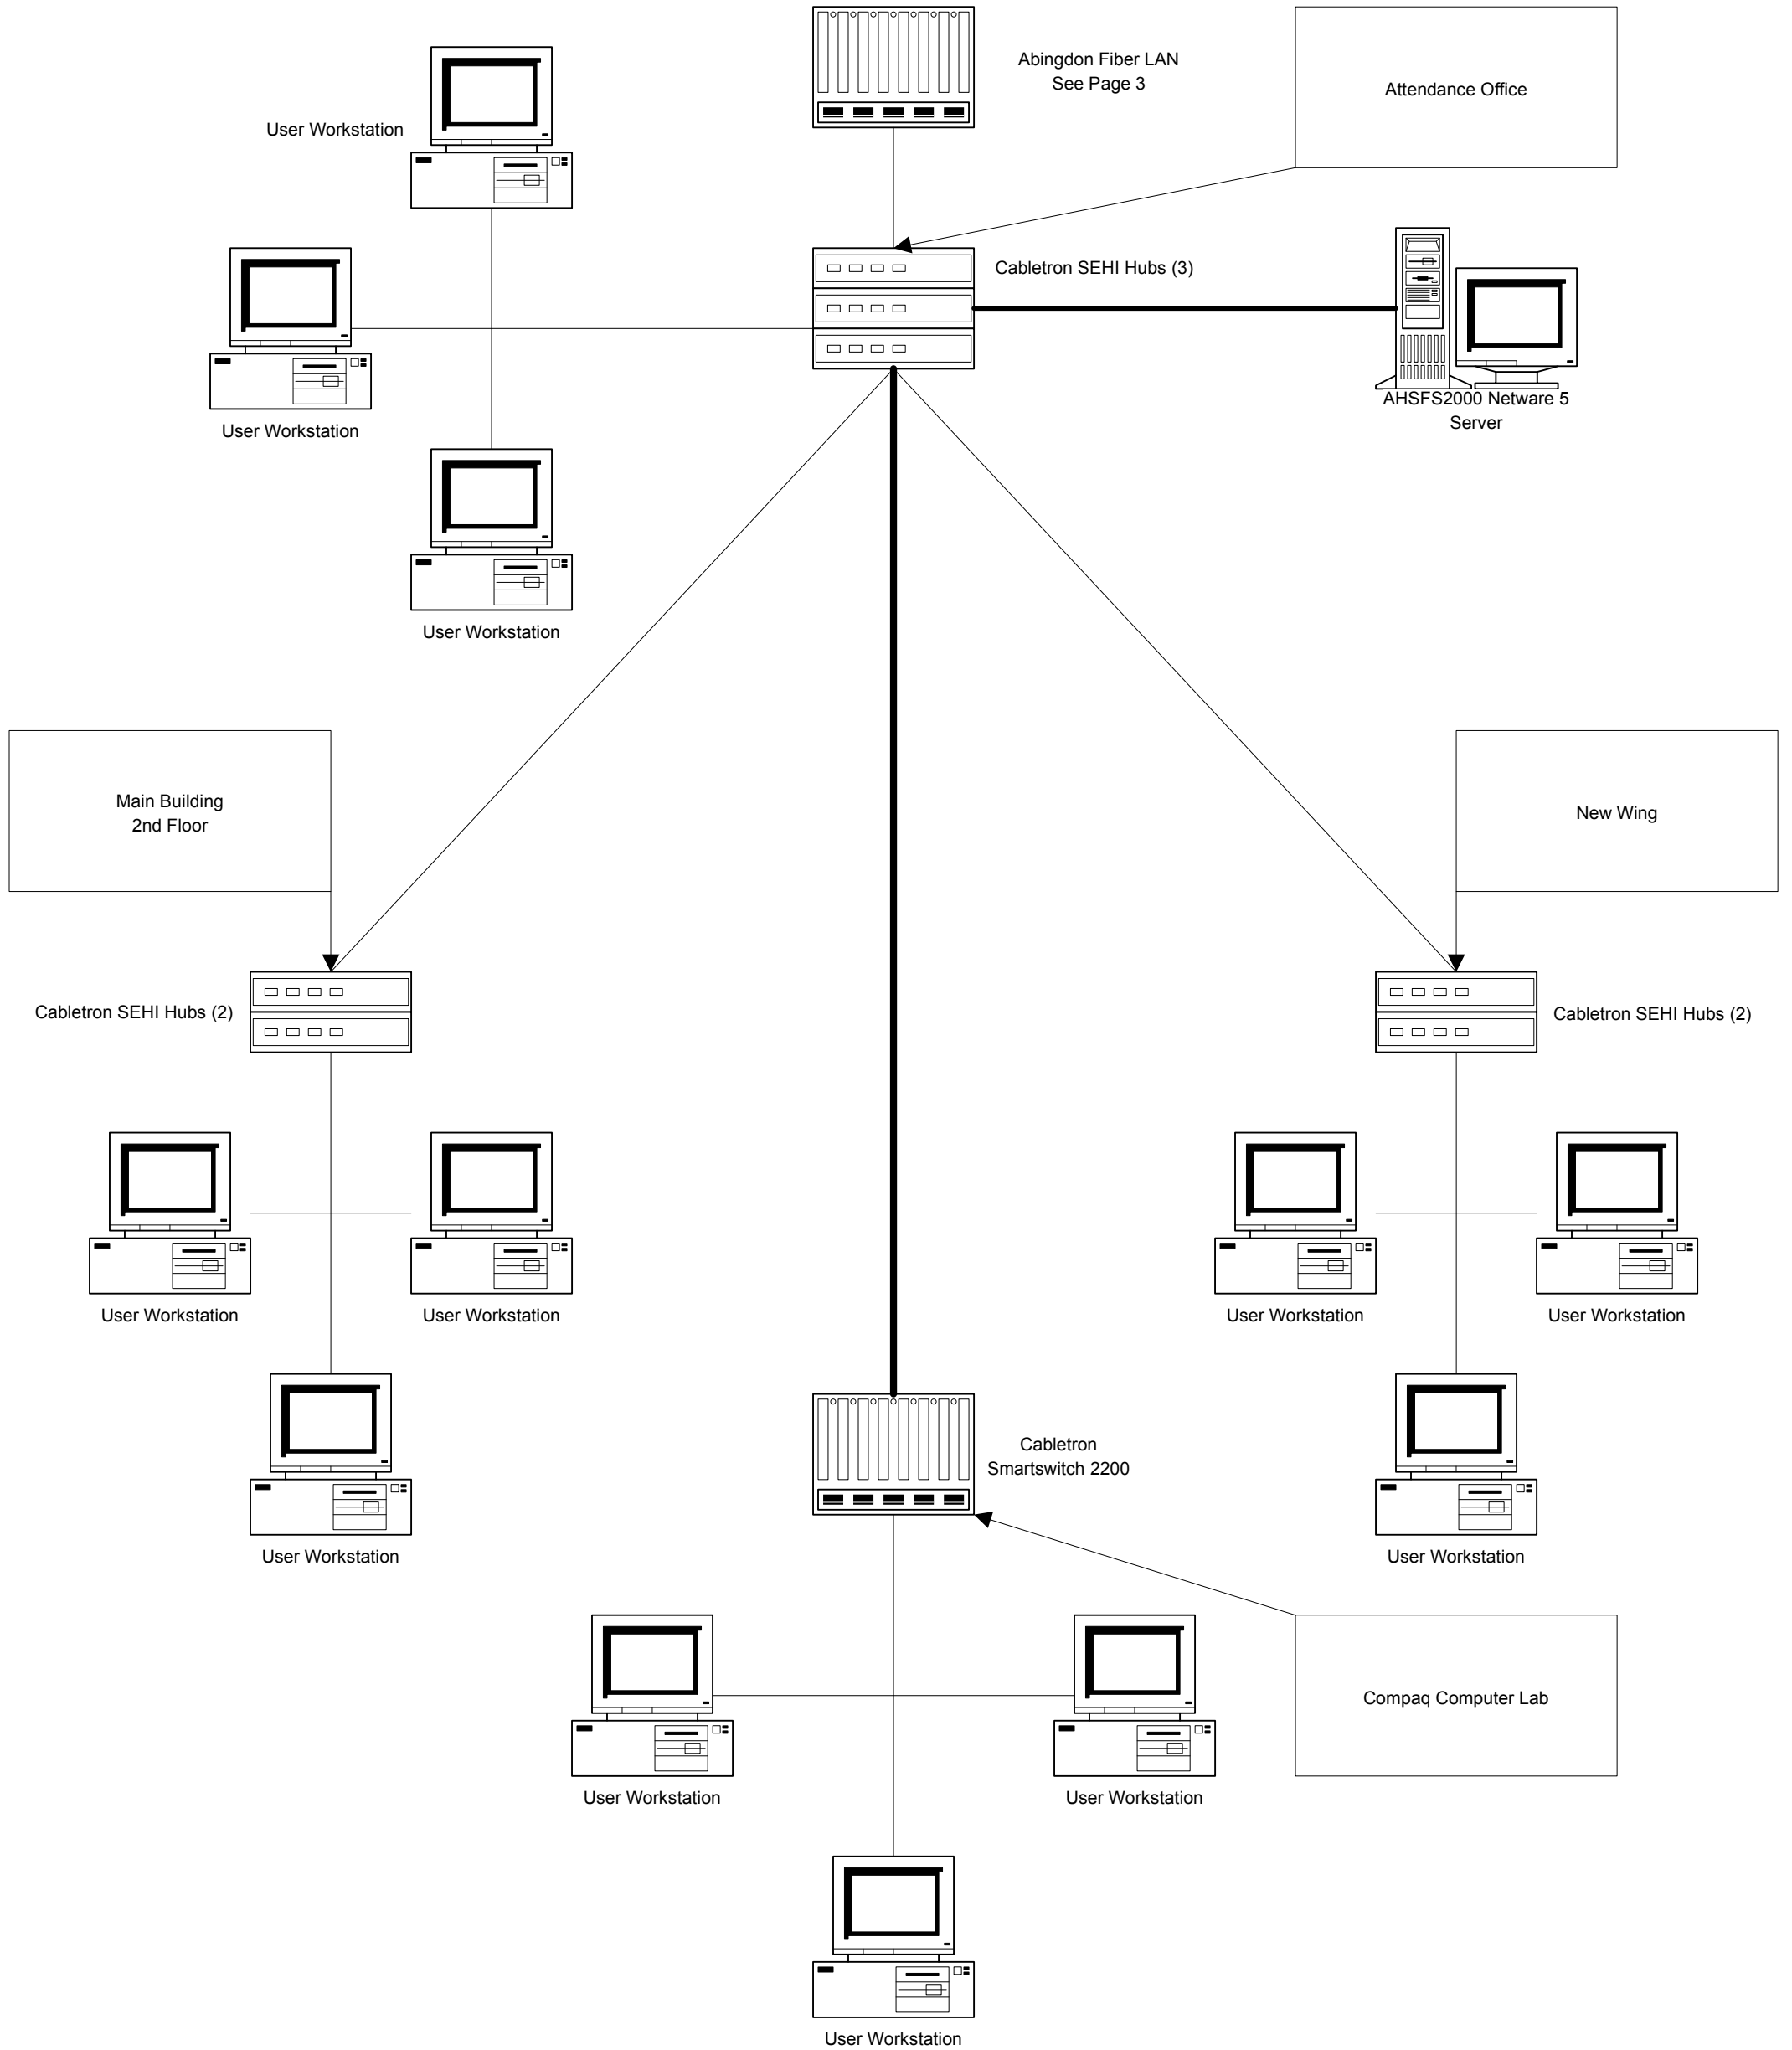 Abingdon Fiber LAN
See Page 3
Attendance Office
User Workstation
Cabletron SEHI Hubs (3)
AHSFS2000 Netware 5
Server
User Workstation
User Workstation
Main Building
2nd Floor
New Wing
Cabletron SEHI Hubs (2)
Cabletron SEHI Hubs (2)
User Workstation
User Workstation
User Workstation
User Workstation
Cabletron
Smartswitch 2200
User Workstation
User Workstation
Compaq Computer Lab
User Workstation
User Workstation
User Workstation